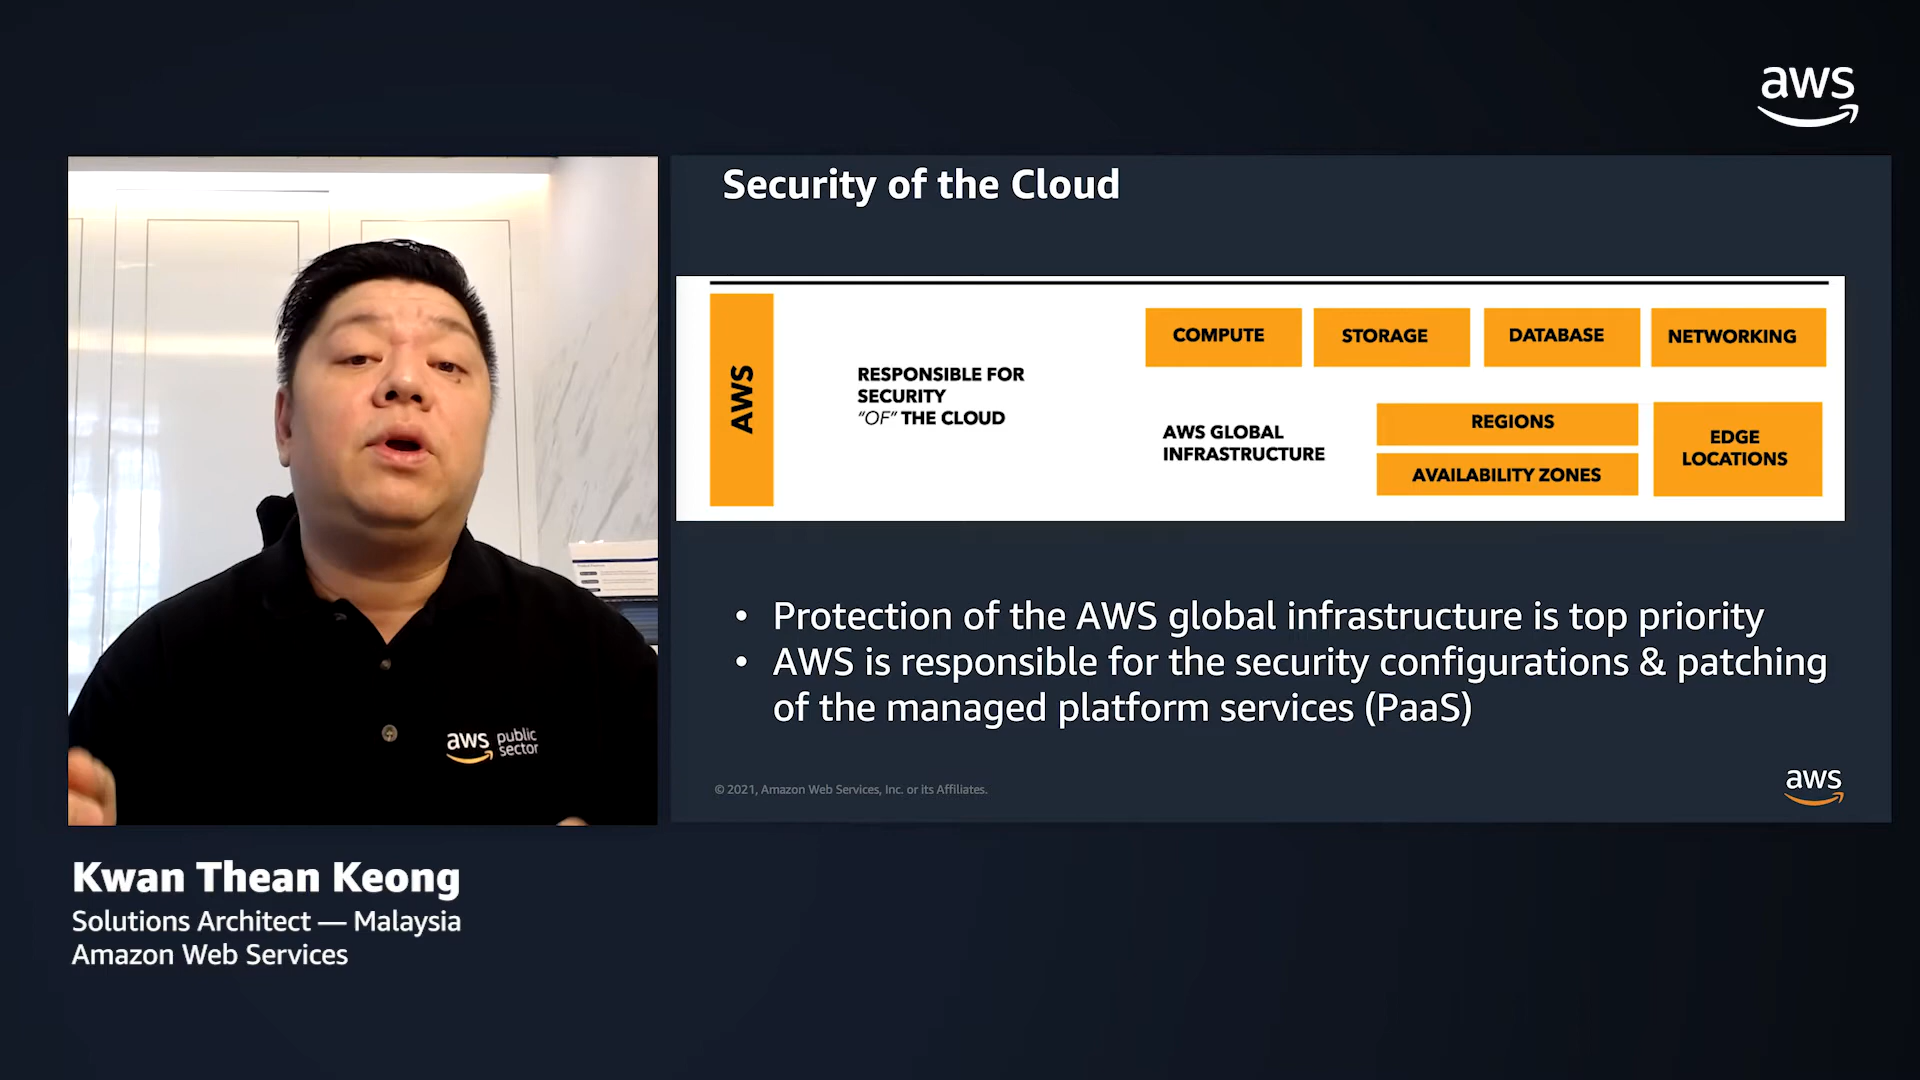 aws
Security of the Cloud
AWS
RESPONSIBLE FOR
SECURITY
“OF” THE CLOUD
COMPUTE
STORAGE
DATABASE
NETWORKING
AWS GLOBAL
INFRASTRUCTURE
REGIONS
AVAILABILITY ZONES
EDGE
LOCATIONS
• Protection of the AWS global infrastructure is top priority
• AWS is responsible for the security configurations & patching
of the managed platform services (PaaS)
© 2021, Amazon Web Services, Inc. or its Affiliates.
aws
aws public
sector
Kwan Thean Keong
Solutions Architect — Malaysia
Amazon Web Services